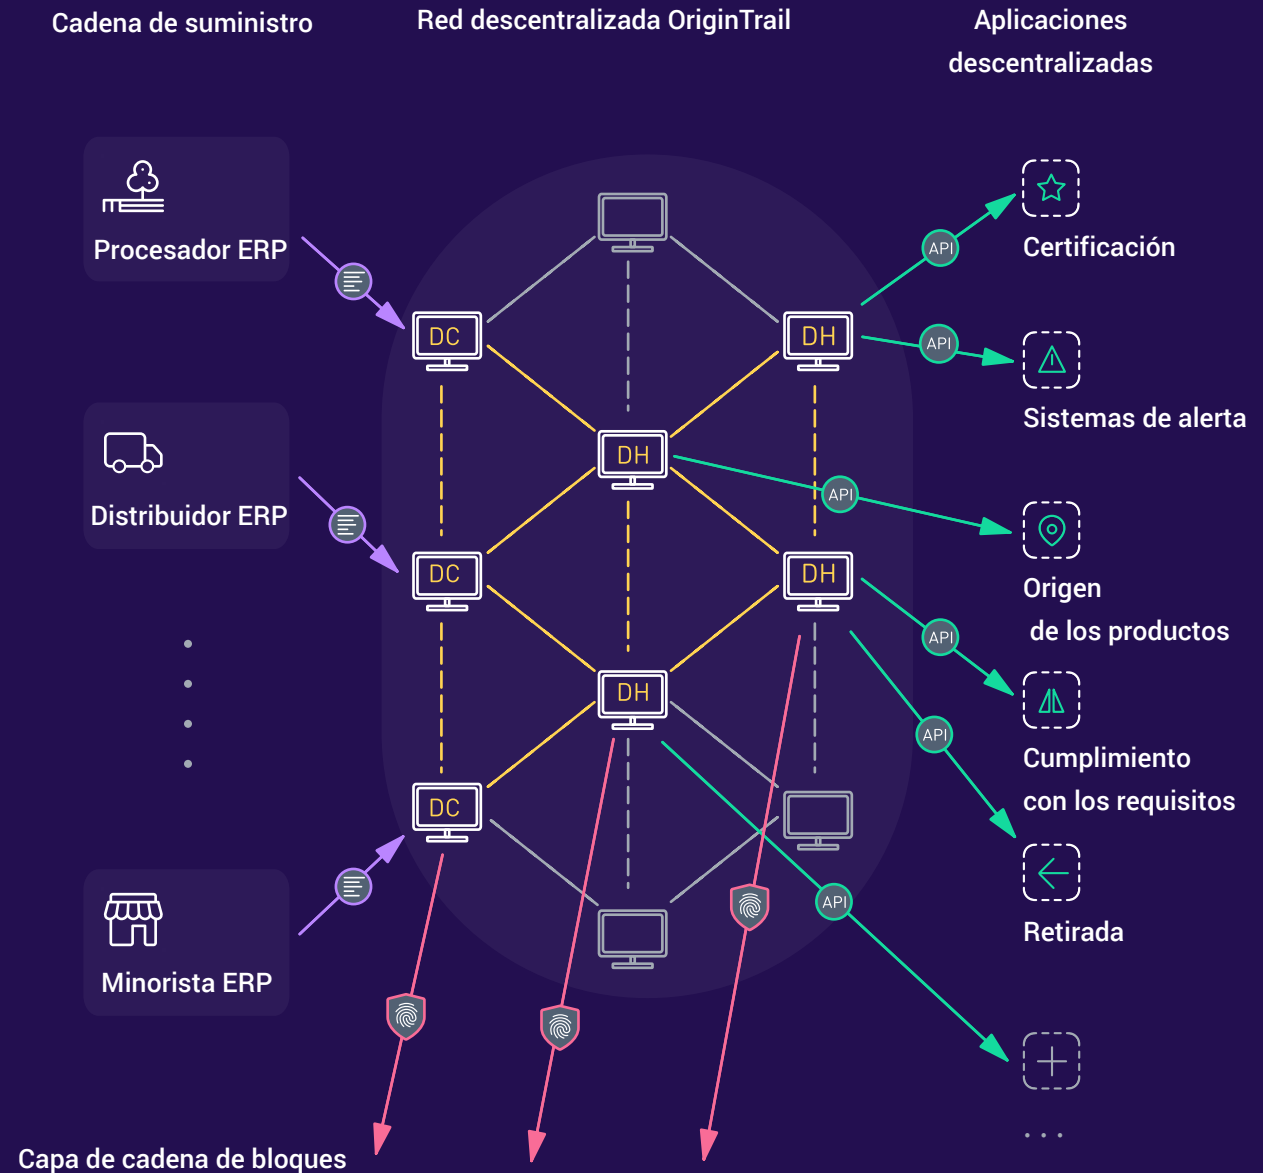 Cadena de suministro
Red descentralizada OriginTrail
Aplicaciones
descentralizadas
Procesador ERP
Distribuidor ERP
Minorista ERP
DC
DH
DH
DC
DH
DH
DC
API
API
API
API
API
API
Certificación
Sistemas de alerta
Origen
de los productos
Cumplimiento
con los requisitos
Retirada
Capa de cadena de bloques